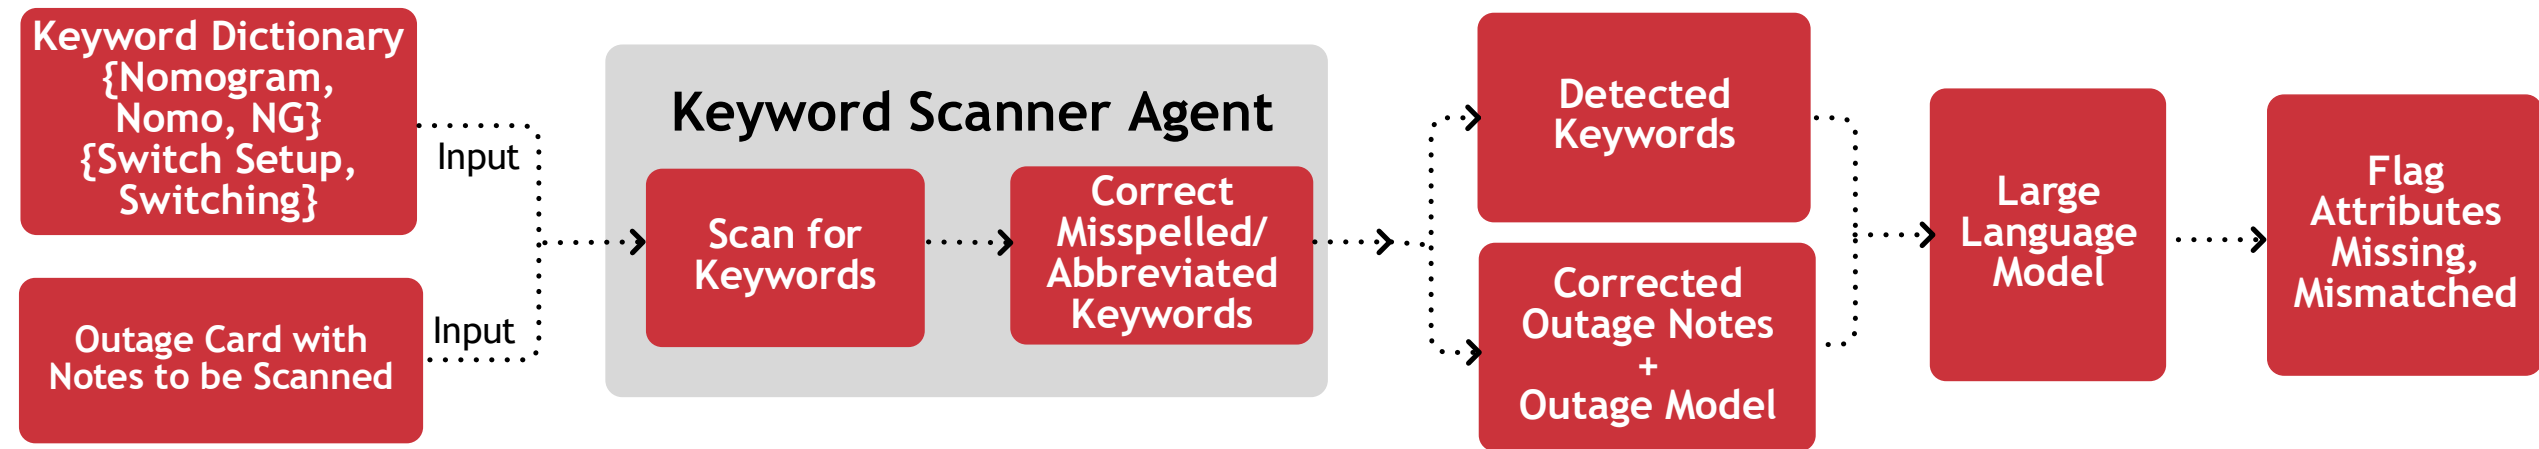 Keyword Dictionary
{Nomogram,
Nomo, NG}
{Switch Setup,
Switching}
Input
Outage Card with
Notes to be Scanned
Input
Keyword Scanner Agent
Scan for
Keywords
Correct
Misspelled/
Abbreviated
Keywords
Detected
Keywords
Corrected
Outage Notes
+
Outage Model
Large
Language
Model
Flag
Attributes
Missing,
Mismatched